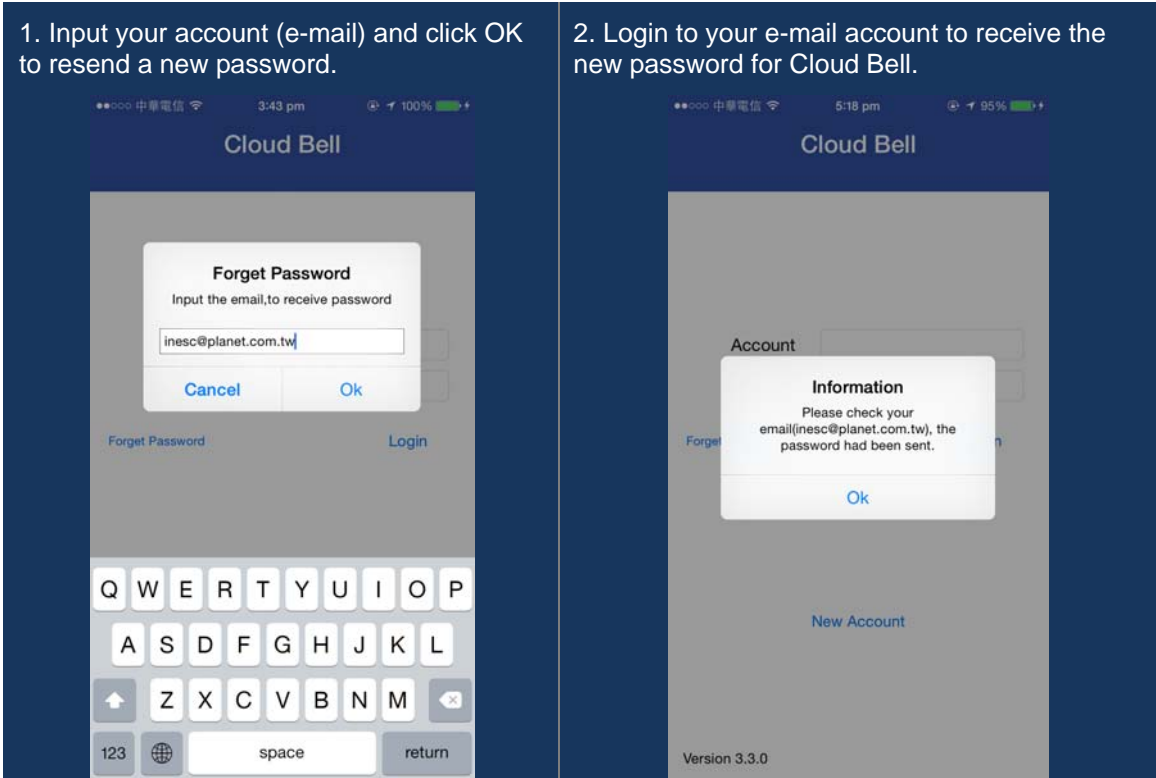 1. Input your account (e-mail) and click OK
to resend a new password.
中華電信 3:43 pm 100%
Cloud Bell
Forget Password
Input the email,to receive password
inesc@planet.com.tw
Cancel Ok
Forget Password Login
Q W E R T Y U I O P
A S D F G H J K L
Z X C V B N M
123 space return
2. Login to your e-mail account to receive the
new password for Cloud Bell.
中華電信 5:18 pm 95%
Cloud Bell
Account
Information
Please check your
email(inesc@planet.com.tw), the
password had been sent.
Forget n
Ok
New Account
Version 3.3.0